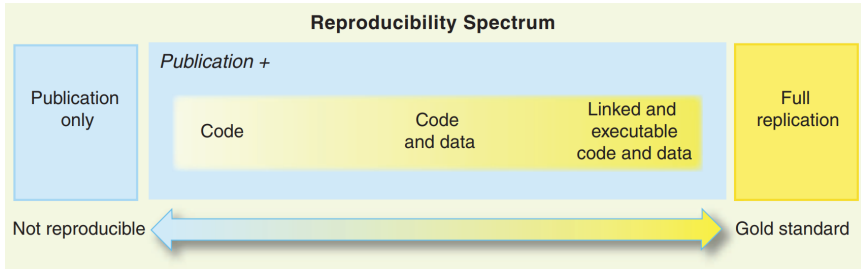 Reproducibility Spectrum
Publication
only
Publication +
Code
Code
and data
Linked and
executable
code and data
Full
replication
Not reproducible
Gold standard